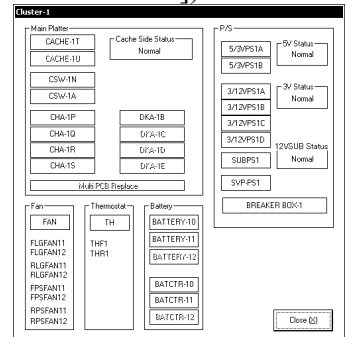 Cluster-1
Main Platter
CACHE-1T
CACHE-1U
Cache Side Status
Normal
CSW-1N
CSW-1A
CHA-1P
CHA-1Q
CHA-1R
CHA-1S
DKA-1B
DKA-1C
DKA-1D
DKA-1E
Multi PCB Replace
P/S
5/3VPS1A
5/3VPS1B
5V Status
Normal
3/12VPS1A
3/12VPS1B
3/12VPS1C
3/12VPS1D
3V Status
Normal
SUBPS1
12VSUB Status
Normal
SVP-PS1
BREAKER BOX-1
Fan
FAN
FLGFAN11
FLGFAN12
RLGFAN11
RLGFAN12
FPSFAN11
FPSFAN12
RPSFAN11
RPSFAN12
Thermostat
TH
THF1
THR1
Battery
BATTERY-10
BATTERY-11
BATTERY-12
BATCTR-10
BATCTR-11
BATCTR-12
Close (X)